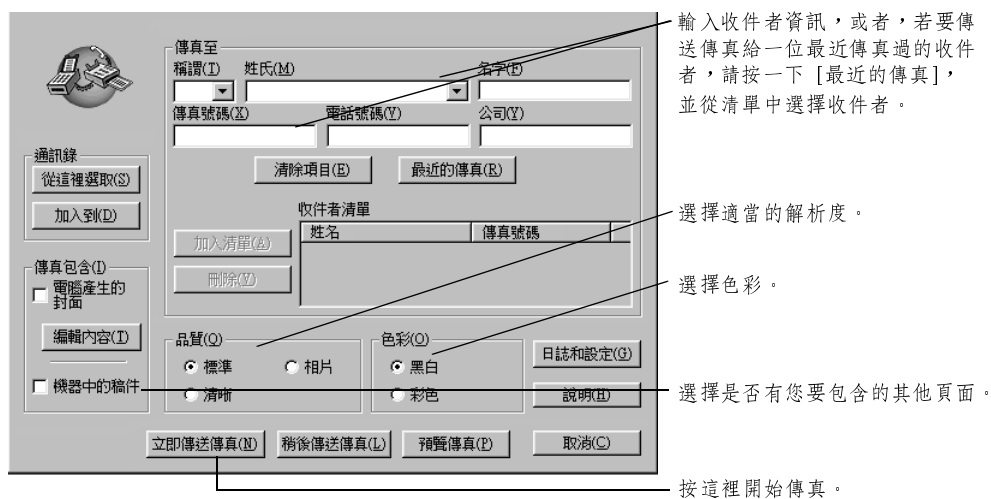 傳真至
稱謂(T) 姓氏(M) 名字(F)
傳真號碼(X) 電話號碼(Y) 公司(Y)
清除項目(E) 最近的傳真(R)
通訊錄
從這裡選取(S)
加入到(D)
收件者清單
姓名 傳真號碼
加入清單(A)
刪除(V)
傳真包含(I)
電腦產生的
封面
編輯內容(T)
機器中的稿件
品質(Q)
標準 相片
清晰
色彩(O)
黑白
彩色
日誌和設定(G)
說明(H)
立即傳送傳真(N) 稍後傳送傳真(L) 預覽傳真(P) 取消(C)
輸入收件者資訊，或者，若要傳
送傳真給一位最近傳真過的收件
者，請按一下 [最近的傳真]，
並從清單中選擇收件者。
選擇適當的解析度。
選擇色彩。
選擇是否有您要包含的其他頁面。
按這裡開始傳真。